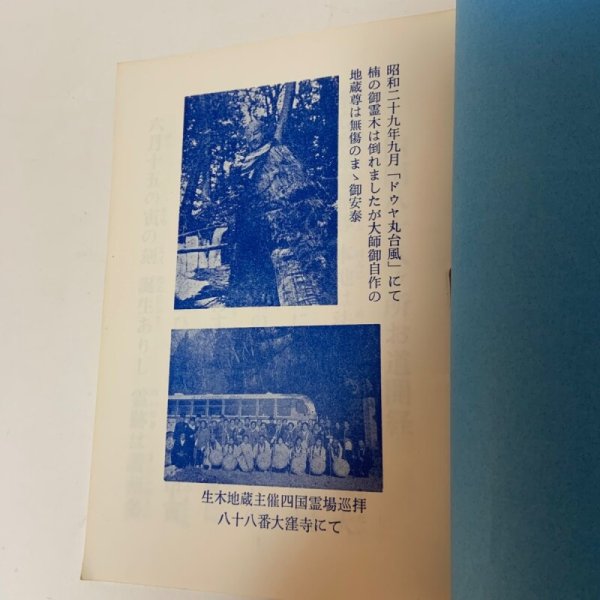 昭和二十九年九月「ドゥヤ丸台風」にて
楠の御霊木は倒れましたが大師御自作の
地蔵尊は無傷のまゝ御安泰
生木地蔵主催四国霊場巡拝
八十八番大窪寺にて